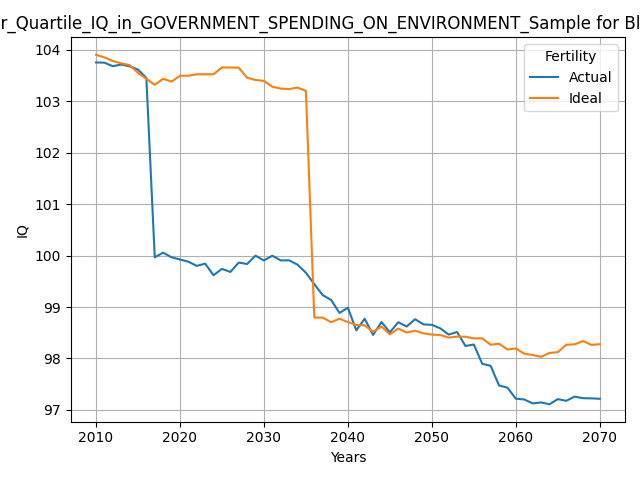 r_Quartile_IQ_in_GOVERNMENT_SPENDING_ON_ENVIRONMENT_Sample for Bl
104
103
102
101
100
99
98
97
IQ
Fertility
Actual
Ideal
2010 2020 2030 2040 2050 2060 2070
Years